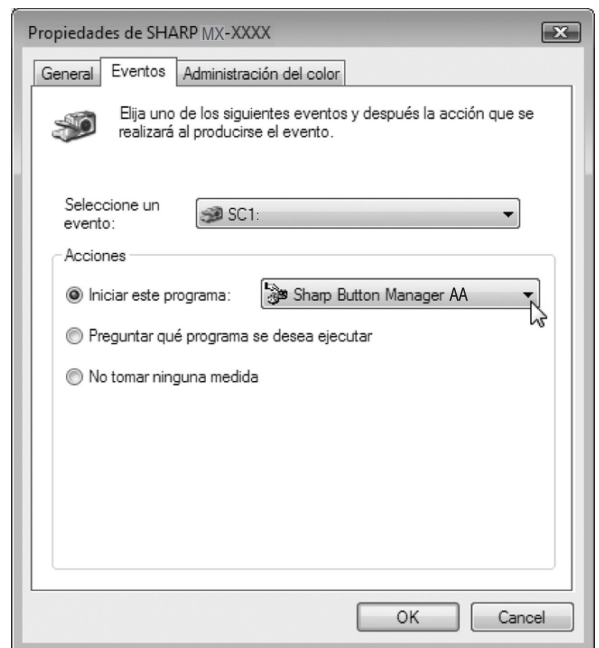 Propiedades de SHARP MX-XXXX
General
Eventos
Administración del color
Elija uno de los siguientes eventos y después la acción que se
realizará al producirse el evento.
Seleccione un
evento:
SC1:
Acciones
Iniciar este programa:
Sharp Button Manager AA
Preguntar qué programa se desea ejecutar
No tomar ninguna medida
OK
Cancel